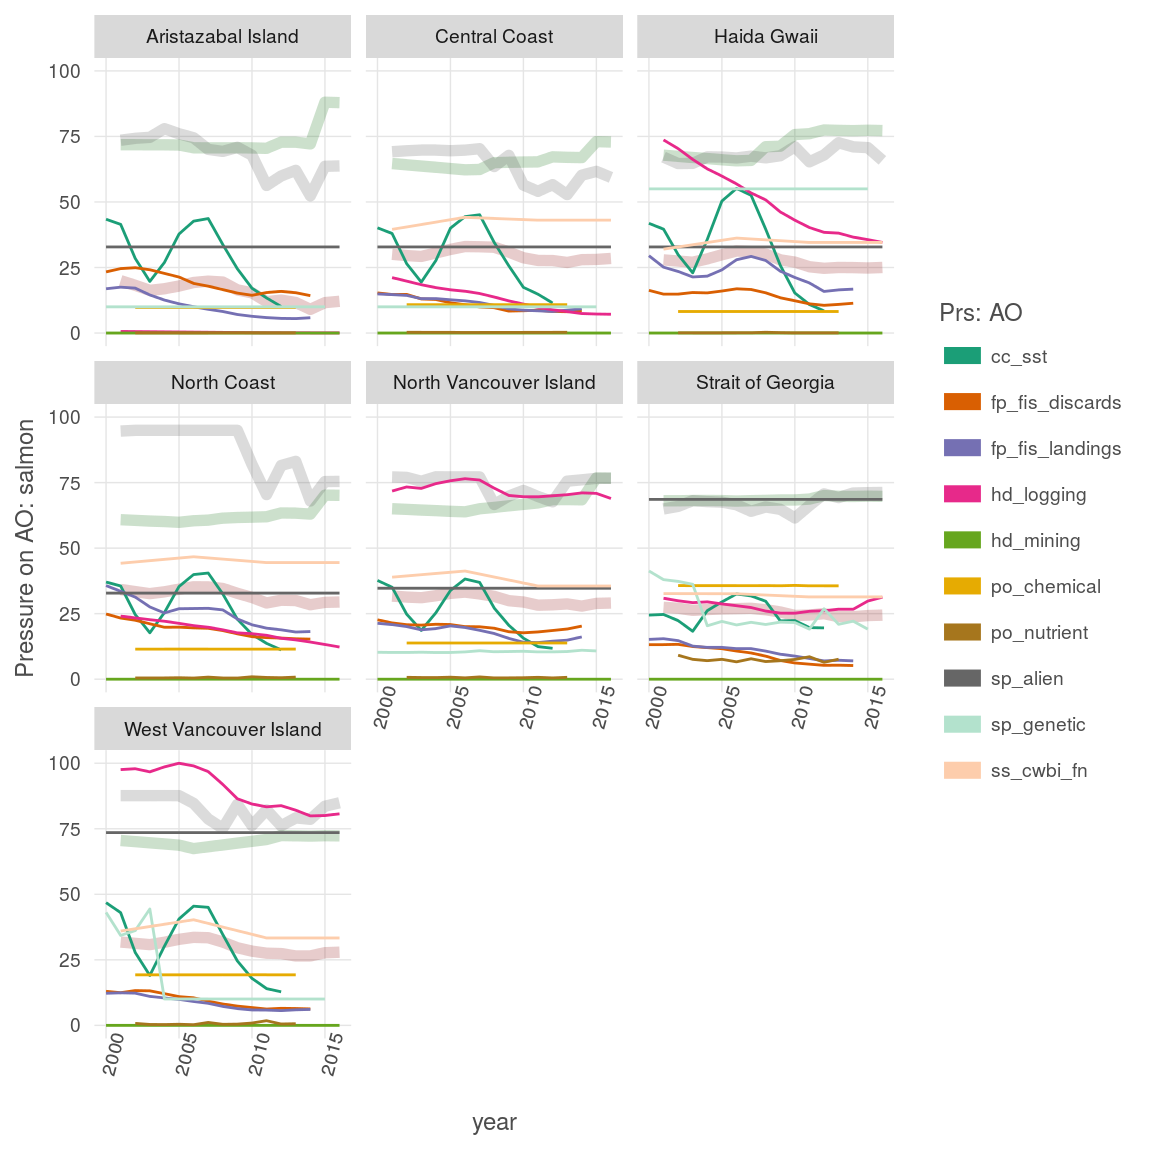 Aristazabal Island Central Coast Haida Gwaii
100
75
50
25
0
North Coast North Vancouver Island Strait of Georgia
100
75
50
25
0
2000 2005 2010 2015 2000 2005 2010 2015
West Vancouver Island
100
75
50
25
0
2000 2005 2010 2015
year
Pressure on AO: salmon
Prs: AO
cc_sst
fp_fis_discards
fp_fis_landings
hd_logging
hd_mining
po_chemical
po_nutrient
sp_alien
sp_genetic
ss_cwbi_fn